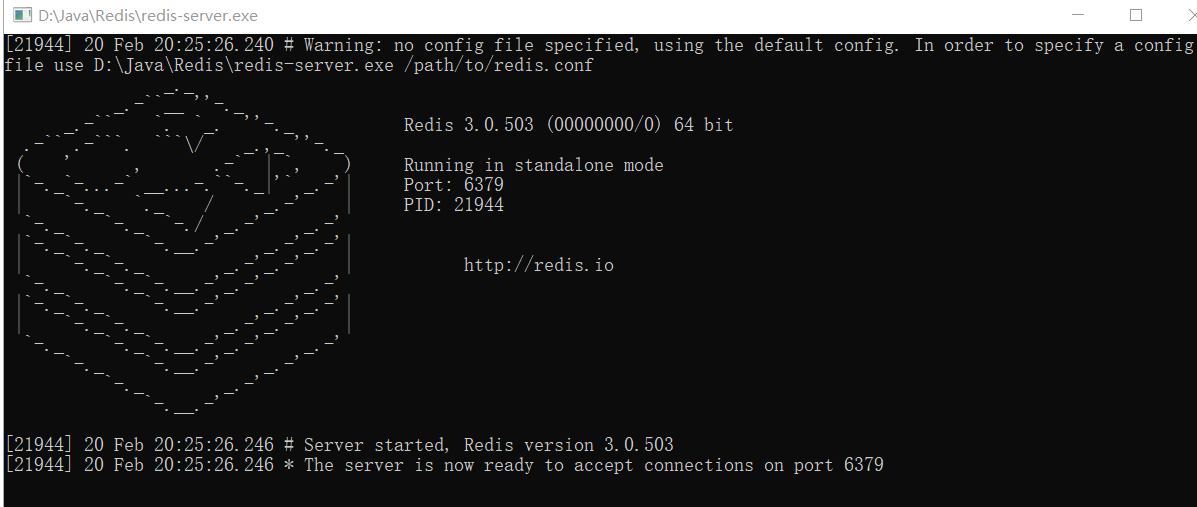 D:\Java\Redis\redis-server.exe
[21944] 20 Feb 20:25:26.240 # Warning: no config file specified, using the default config. In order to specify a config
file use D:\Java\Redis\redis-server.exe /path/to/redis.conf
Redis 3.0.503 (00000000/0) 64 bit
Running in standalone mode
Port: 6379
PID: 21944
http://redis.io
[21944] 20 Feb 20:25:26.246 # Server started, Redis version 3.0.503
[21944] 20 Feb 20:25:26.246 * The server is now ready to accept connections on port 6379